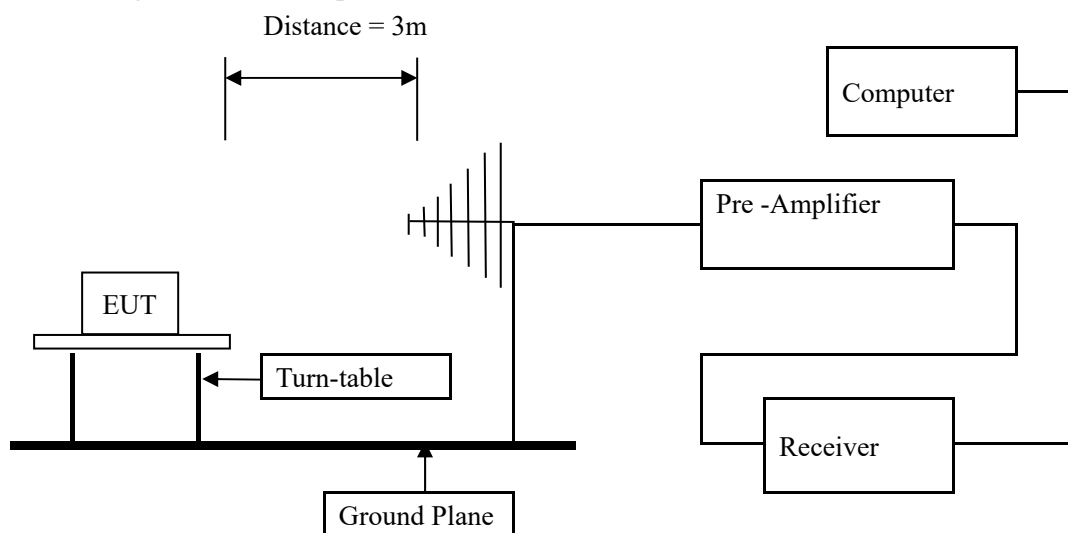 Distance = 3m
Computer
Pre -Amplifier
EUT
Turn-table
Receiver
Ground Plane